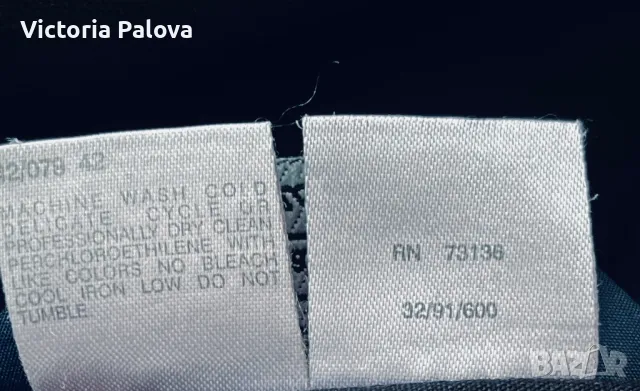 Victoria Palova
32/079 42
MACHINE WASH COLD
DELICATE CYCLE OR
PROFESSIONALLY DRY CLEAN
PERCHLOROETHILENE WITH
LIKE COLORS NO BLEACH
COOL IRON LOW DO NOT
TUMBLE
RN 73136
32/91/600
BAZAR